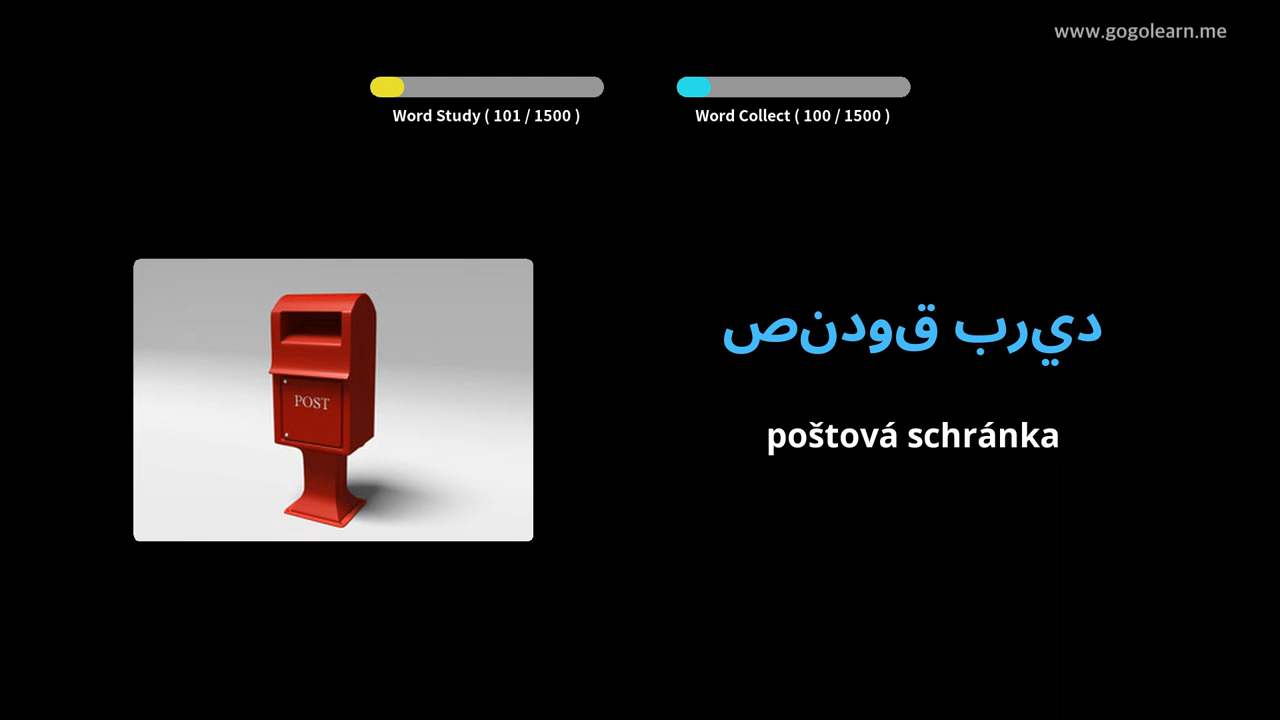 www.gogolearn.me
Word Study ( 101 / 1500 )
Word Collect ( 100 / 1500 )
POST
صندوق بريد
poštová schránka